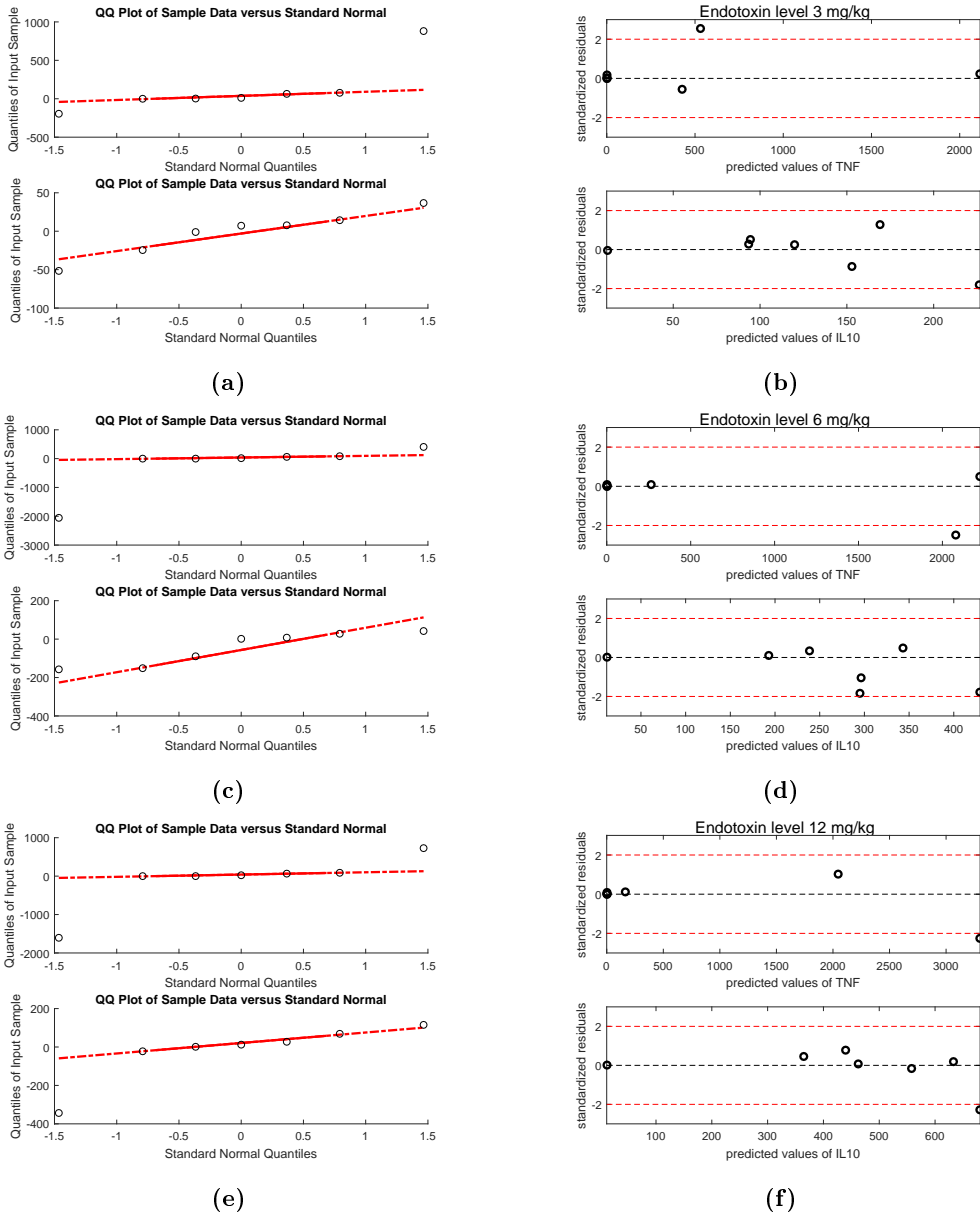 QQ Plot of Sample Data versus Standard Normal
Quantiles of Input Sample
1000
500
0
-500
-1.5 -1 -0.5 0 0.5 1 1.5
Standard Normal Quantiles
QQ Plot of Sample Data versus Standard Normal
Quantiles of Input Sample
50
0
-50
-100
-1.5 -1 -0.5 0 0.5 1 1.5
Standard Normal Quantiles
(a)
Endotoxin level 3 mg/kg
standardized residuals
2
0
-2
0 500 1000 1500 2000
predicted values of TNF
standardized residuals
2
0
-2
50 100 150 200
predicted values of IL10
(b)
QQ Plot of Sample Data versus Standard Normal
Quantiles of Input Sample
1000
0
-1000
-2000
-3000
-1.5 -1 -0.5 0 0.5 1 1.5
Standard Normal Quantiles
QQ Plot of Sample Data versus Standard Normal
Quantiles of Input Sample
200
0
-200
-400
-1.5 -1 -0.5 0 0.5 1 1.5
Standard Normal Quantiles
(c)
Endotoxin level 6 mg/kg
standardized residuals
2
0
-2
0 500 1000 1500 2000
predicted values of TNF
standardized residuals
2
0
-2
50 100 150 200 250 300 350 400
predicted values of IL10
(d)
QQ Plot of Sample Data versus Standard Normal
Quantiles of Input Sample
1000
0
-1000
-2000
-1.5 -1 -0.5 0 0.5 1 1.5
Standard Normal Quantiles
QQ Plot of Sample Data versus Standard Normal
Quantiles of Input Sample
200
0
-200
-400
-1.5 -1 -0.5 0 0.5 1 1.5
Standard Normal Quantiles
(e)
Endotoxin level 12 mg/kg
standardized residuals
2
0
-2
0 500 1000 1500 2000 2500 3000
predicted values of TNF
standardized residuals
2
0
-2
100 200 300 400 500 600
predicted values of IL10
(f)